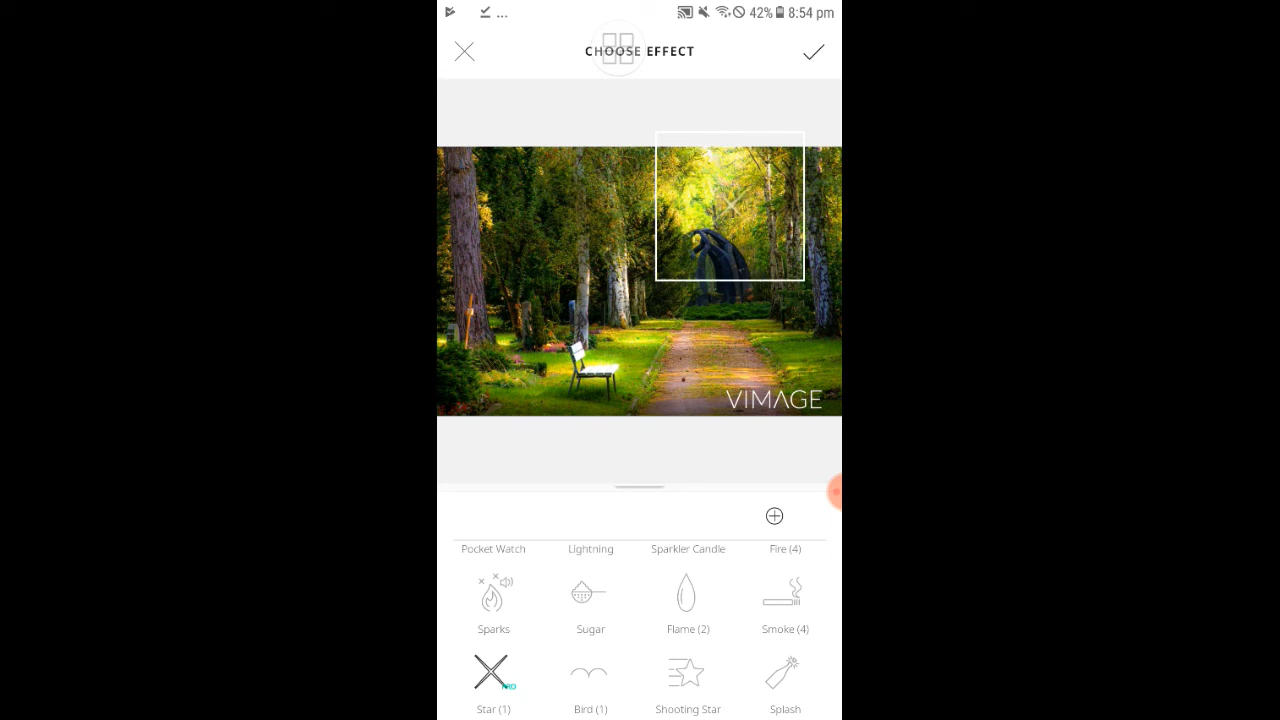 ... 42% 8:54 pm
CHOOSE EFFECT
VIMAGE
Pocket Watch Lightning Sparkler Candle Fire (4)
Sparks Sugar Flame (2) Smoke (4)
PRO
Star (1) Bird (1) Shooting Star Splash